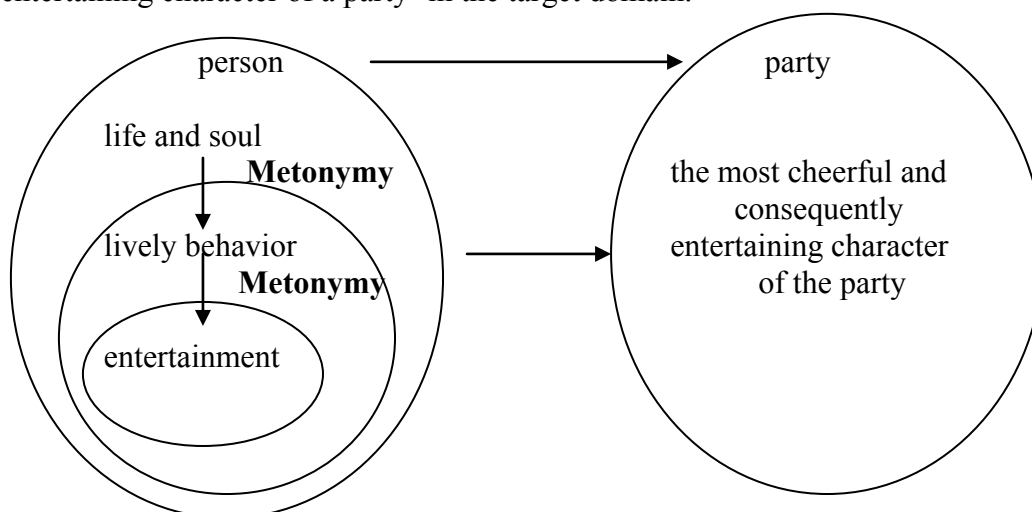 entertaining character of a party" in the target domain.
person
party
life and soul
Metonymy
the most cheerful and
consequently
lively behavior
entertaining character
Metonymy
of the party
entertainment